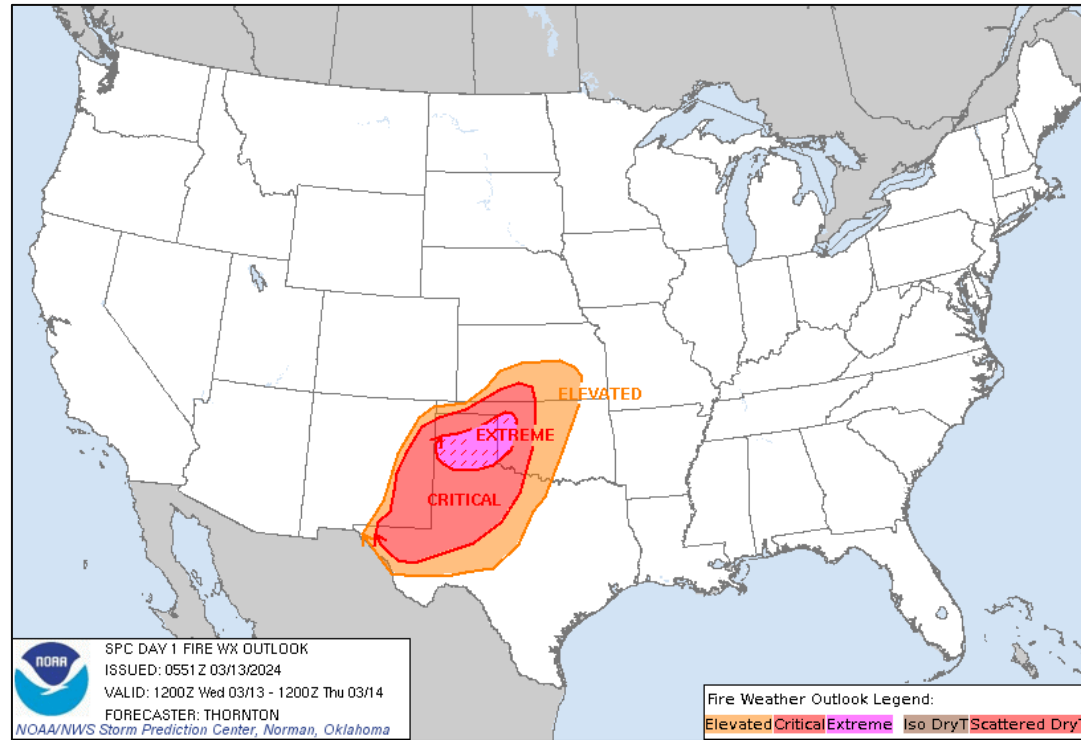 ELEVATED
EXTREME
CRITICAL
NOAA
SPC DAY 1 FIRE WX OUTLOOK
ISSUED: 0551Z 03/13/2024
VALID: 1200Z Wed 03/13 - 1200Z Thu 03/14
FORECASTER: THORNTON
NOAA/NWS Storm Prediction Center, Norman, Oklahoma
Fire Weather Outlook Legend:
Elevated Critical Extreme Iso DryT Scattered DryT